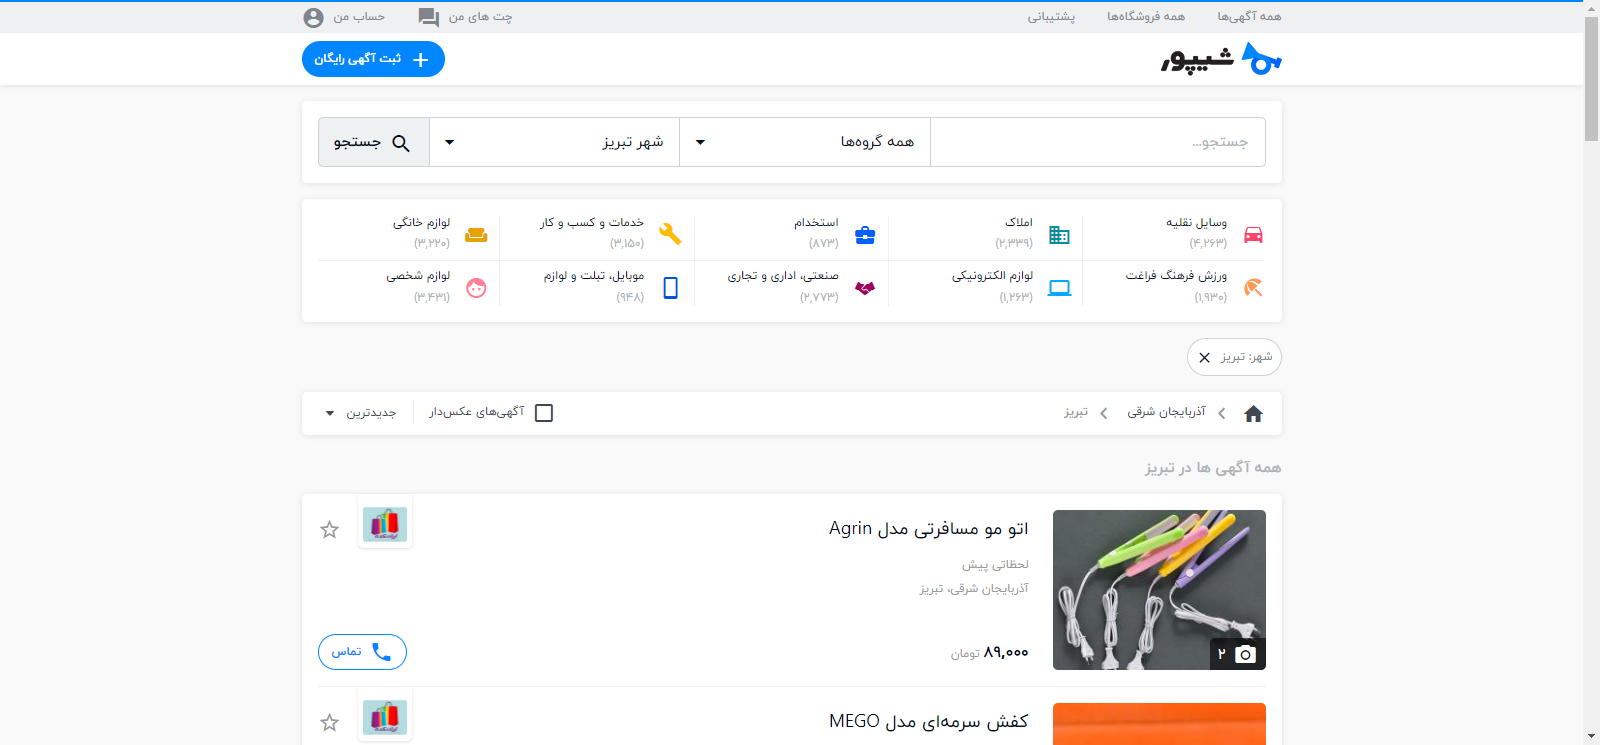 همه آگهی‌ها
همه فروشگاه‌ها
پشتیبانی
چت های من
حساب من
شیپور
ثبت آگهی رایگان
جستجو...
همه گروه‌ها
شهر تبریز
جستجو
وسایل نقلیه
(۴,۲۶۳)
املاک
(۲,۳۳۹)
استخدام
(۸۷۳)
خدمات و کسب و کار
(۳,۱۵۰)
لوازم خانگی
(۳,۲۲۰)
ورزش فرهنگ فراغت
(۱,۹۳۰)
لوازم الکترونیکی
(۱,۲۶۳)
صنعتی، اداری و تجاری
(۲,۷۷۳)
موبایل، تبلت و لوازم
(۹۴۸)
لوازم شخصی
(۳,۴۳۱)
شهر: تبریز
آذربایجان شرقی
تبریز
آگهی‌های عکس‌دار
جدیدترین
همه آگهی ها در تبریز
اتو مو مسافرتی مدل Agrin
لحظاتی پیش
آذربایجان شرقی، تبریز
۸۹,۰۰۰ تومان
۲
تماس
کفش سرمه‌ای مدل MEGO